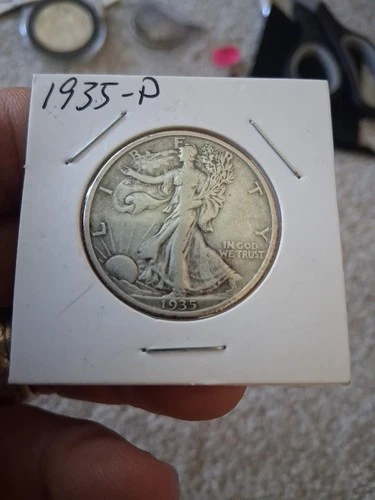 1935-P
LIBERTY
IN GOD
WE TRUST
1935